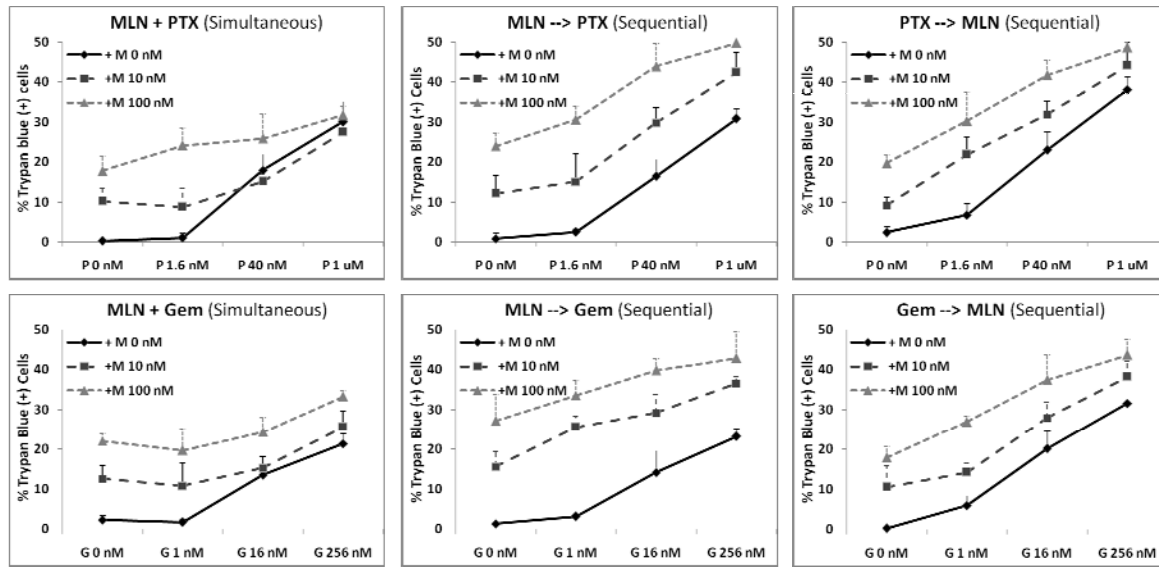 MLN + PTX (Simultaneous)
% Trypan Blue (+) Cells
50
40
30
20
10
0
+ M 0 nM
+M 10 nM
+M 100 nM
P 0 nM P 1.6 nM P 40 nM P 1 uM
MLN --> PTX (Sequential)
% Trypan Blue (+) Cells
50
40
30
20
10
0
+ M 0 nM
+M 10 nM
+M 100 nM
P 0 nM P 1.6 nM P 40 nM P 1 uM
PTX --> MLN (Sequential)
% Trypan Blue (+) Cells
50
40
30
20
10
0
+ M 0 nM
+M 10 nM
+M 100 nM
P 0 nM P 1.6 nM P 40 nM P 1 uM
MLN + Gem (Simultaneous)
% Trypan Blue (+) Cells
50
40
30
20
10
0
+ M 0 nM
+M 10 nM
+M 100 nM
G 0 nM G 1 nM G 16 nM G 256 nM
MLN --> Gem (Sequential)
% Trypan Blue (+) Cells
50
40
30
20
10
0
+ M 0 nM
+M 10 nM
+M 100 nM
G 0 nM G 1 nM G 16 nM G 256 nM
Gem --> MLN (Sequential)
% Trypan Blue (+) Cells
50
40
30
20
10
0
+ M 0 nM
+M 10 nM
+M 100 nM
G 0 nM G 1 nM G 16 nM G 256 nM